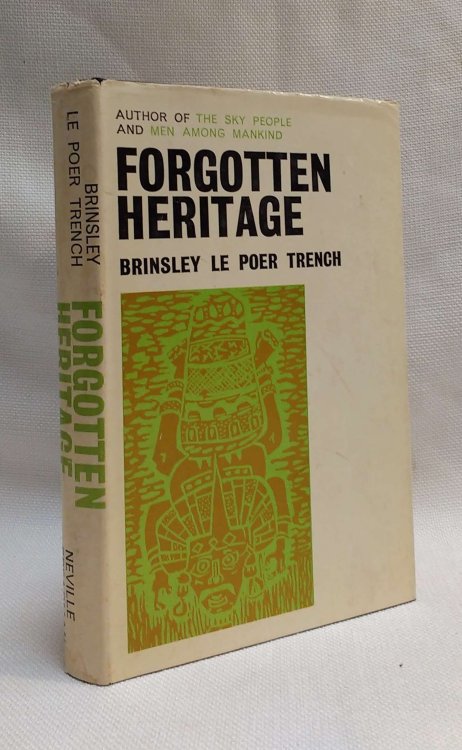 AUTHOR OF THE SKY PEOPLE
AND MEN AMONG MANKIND
FORGOTTEN
HERITAGE
BRINSLEY LE POER TRENCH
BRINSLEY
LE POER TRENCH
FORGOTTEN
HERITAGE
NEVILLE